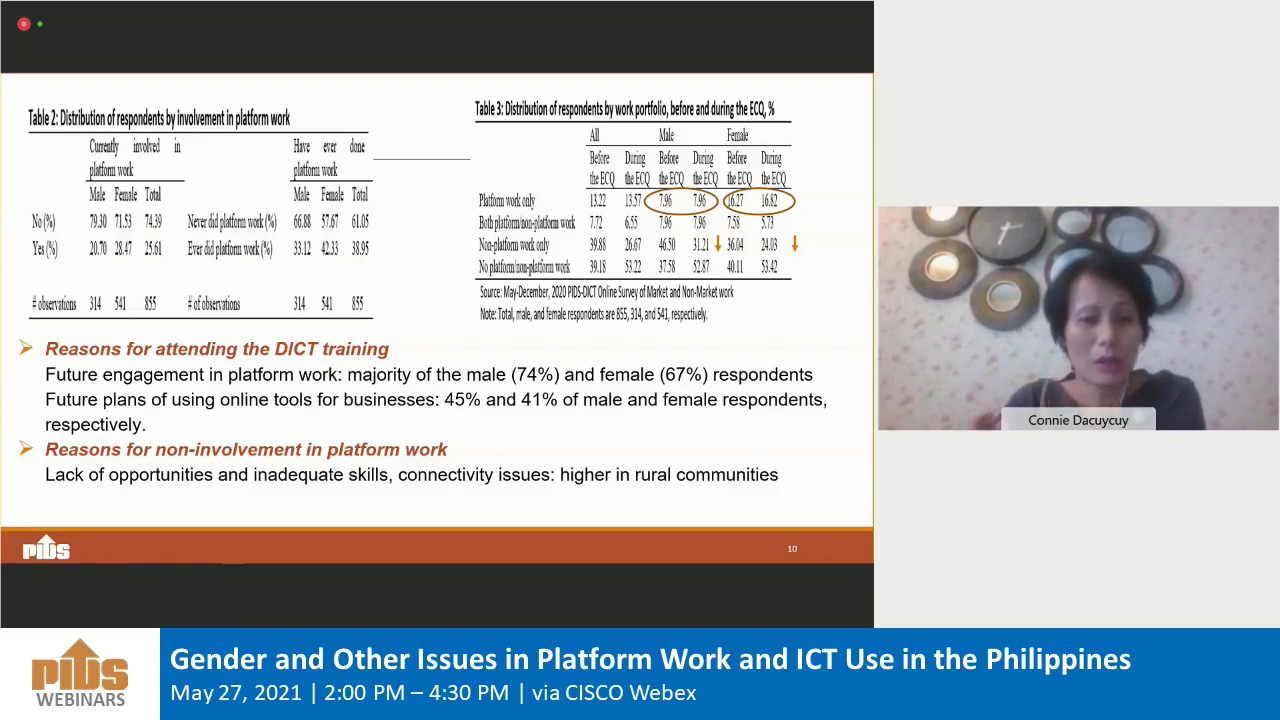 Table 2: Distribution of respondents by involvement in platform work
Currently involved in platform work
Have ever done platform work
Male Female Total Male Female Total
No (%) 79.30 71.53 74.39 Never did platform work (%) 66.88 57.67 61.05
Yes (%) 20.70 28.47 25.61 Ever did platform work (%) 33.12 42.33 38.95
# observations 314 541 855 # of observations 314 541 855
Table 3: Distribution of respondents by work portfolio, before and during the ECQ, %
All Male Female
Before the ECQ During the ECQ Before the ECQ During the ECQ Before the ECQ During the ECQ
Platform work only 13.22 13.57 7.96 7.96 16.27 16.82
Both platform/non-platform work 7.72 6.55 7.96 7.96 7.58 5.73
Non-platform work only 39.88 26.67 46.50 31.21 36.04 24.03
No platform/non-platform work 39.18 53.22 37.58 52.87 40.11 53.42
Source: May-December, 2020 PIDS-DICT Online Survey of Market and Non-Market work
Note: Total, male, and female respondents are 855, 314, and 541, respectively.
Reasons for attending the DICT training
Future engagement in platform work: majority of the male (74%) and female (67%) respondents
Future plans of using online tools for businesses: 45% and 41% of male and female respondents,
respectively.
Reasons for non-involvement in platform work
Lack of opportunities and inadequate skills, connectivity issues: higher in rural communities
PIDS
10
Connie Dacuycuy
PIDS
WEBINARS
Gender and Other Issues in Platform Work and ICT Use in the Philippines
May 27, 2021 | 2:00 PM – 4:30 PM | via CISCO Webex